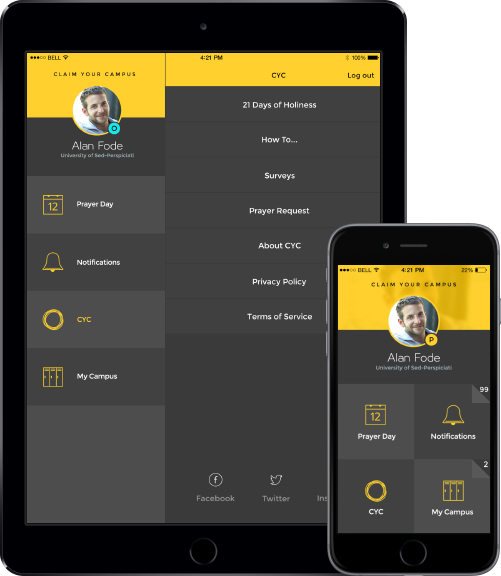 BELL
4:21 PM
100%
CLAIM YOUR CAMPUS
CYC
Log out
O
Alan Fode
University of Sed-Perspiciati
12
Prayer Day
Notifications
CYC
My Campus
21 Days of Holiness
How To...
Surveys
Prayer Request
About CYC
Privacy Policy
Terms of Service
Facebook
Twitter
Ins
BELL
4:21 PM
22%
CLAIM YOUR CAMPUS
P
Alan Fode
University of Sed-Perspiciati
12
Prayer Day
99
Notifications
CYC
2
My Campus